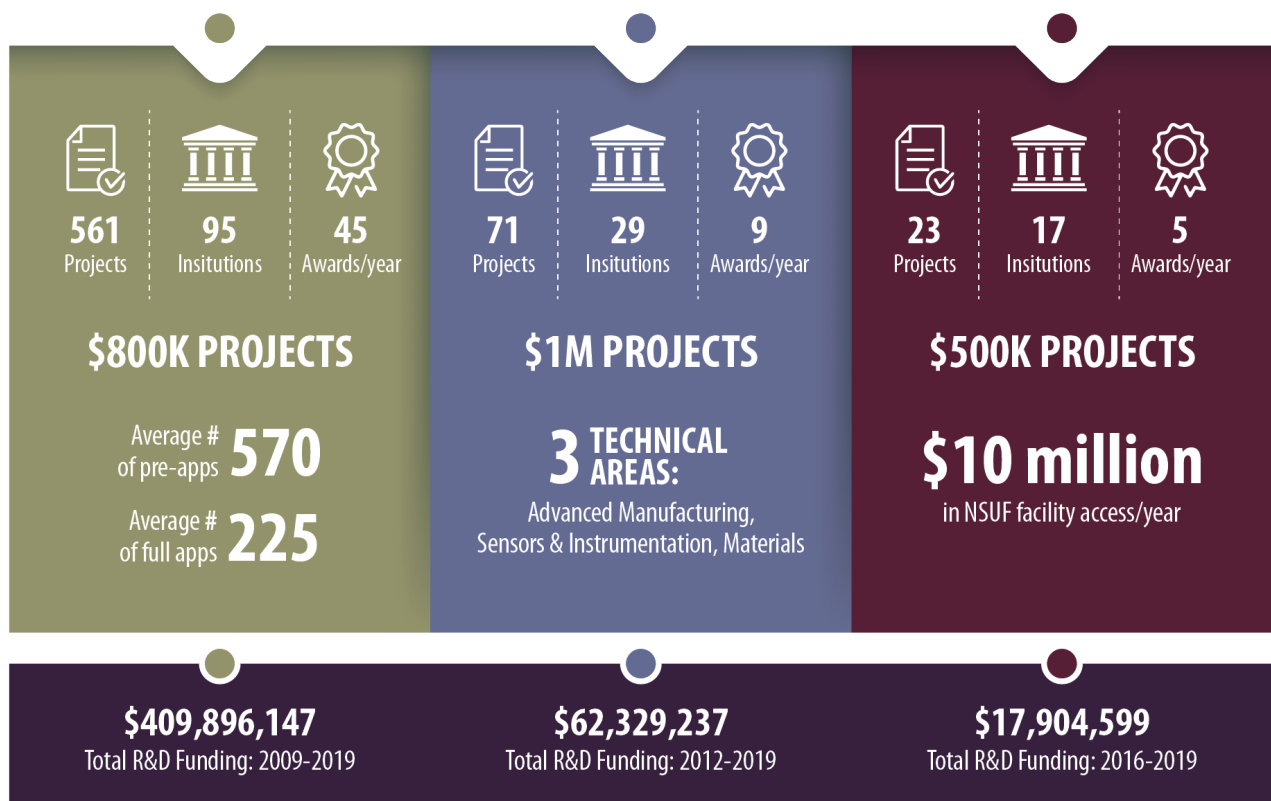 561
Projects
95
Insitutions
45
Awards/year
$800K PROJECTS
Average #
of pre-apps 570
Average #
of full apps 225
71
Projects
29
Insitutions
9
Awards/year
$1M PROJECTS
3 TECHNICAL
AREAS:
Advanced Manufacturing,
Sensors & Instrumentation, Materials
23
Projects
17
Insitutions
5
Awards/year
$500K PROJECTS
$10 million
in NSUF facility access/year
$409,896,147
Total R&D Funding: 2009-2019
$62,329,237
Total R&D Funding: 2012-2019
$17,904,599
Total R&D Funding: 2016-2019